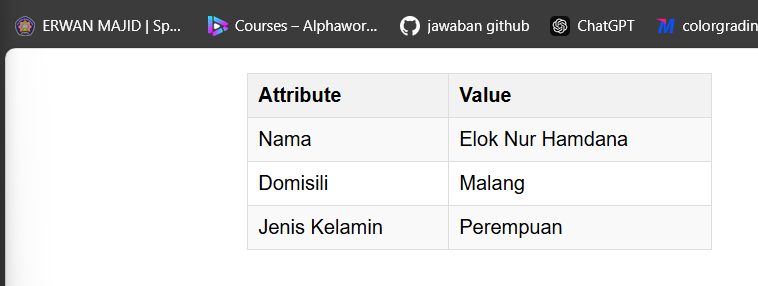 ERWAN MAJID | Sp... Courses – Alphawor... jawaban github ChatGPT colorgradin
Attribute Value
Nama Elok Nur Hamdana
Domisili Malang
Jenis Kelamin Perempuan